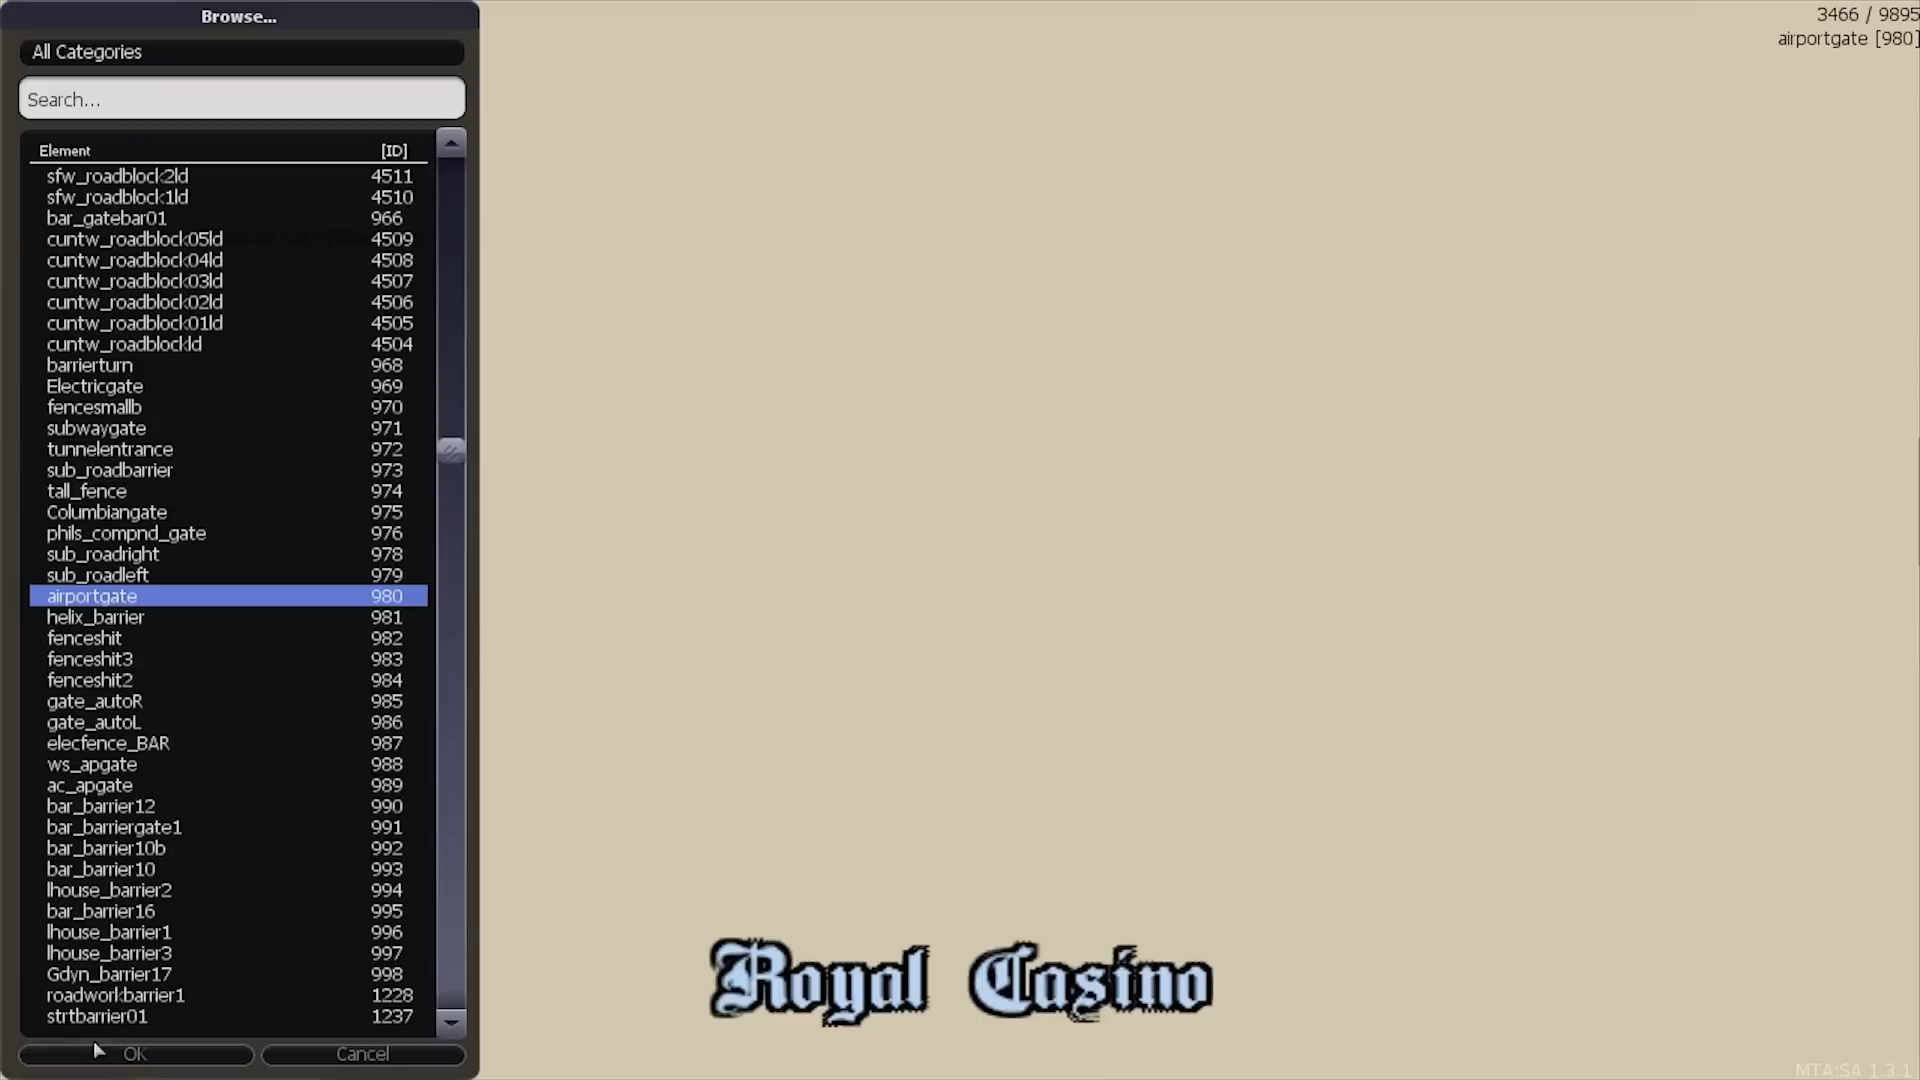 Browse...
3466 / 9895
airportgate [980]
All Categories
Search...
Element [ID]
sfw_roadblock2ld 4511
sfw_roadblock1ld 4510
bar_gatebar01 966
cuntw_roadblock05ld 4509
cuntw_roadblock04ld 4508
cuntw_roadblock03ld 4507
cuntw_roadblock02ld 4506
cuntw_roadblock01ld 4505
cuntw_roadblockld 4504
barrierturn 968
Electricgate 969
fencesmallb 970
subwaygate 971
tunnelentrance 972
sub_roadbarrier 973
tall_fence 974
Columbiangate 975
phils_compnd_gate 976
sub_roadright 978
sub_roadleft 979
airportgate 980
helix_barrier 981
fenceshit 982
fenceshit3 983
fenceshit2 984
gate_autoR 985
gate_autoL 986
elecfence_BAR 987
ws_apgate 988
ac_apgate 989
bar_barrier12 990
bar_barriergate1 991
bar_barrier10b 992
bar_barrier10 993
lhouse_barrier2 994
bar_barrier16 995
lhouse_barrier1 996
lhouse_barrier3 997
Gdyn_barrier17 998
roadworkbarrier1 1228
strtbarrier01 1237
OK Cancel
Royal Casino
MTA:SA 1.3.1